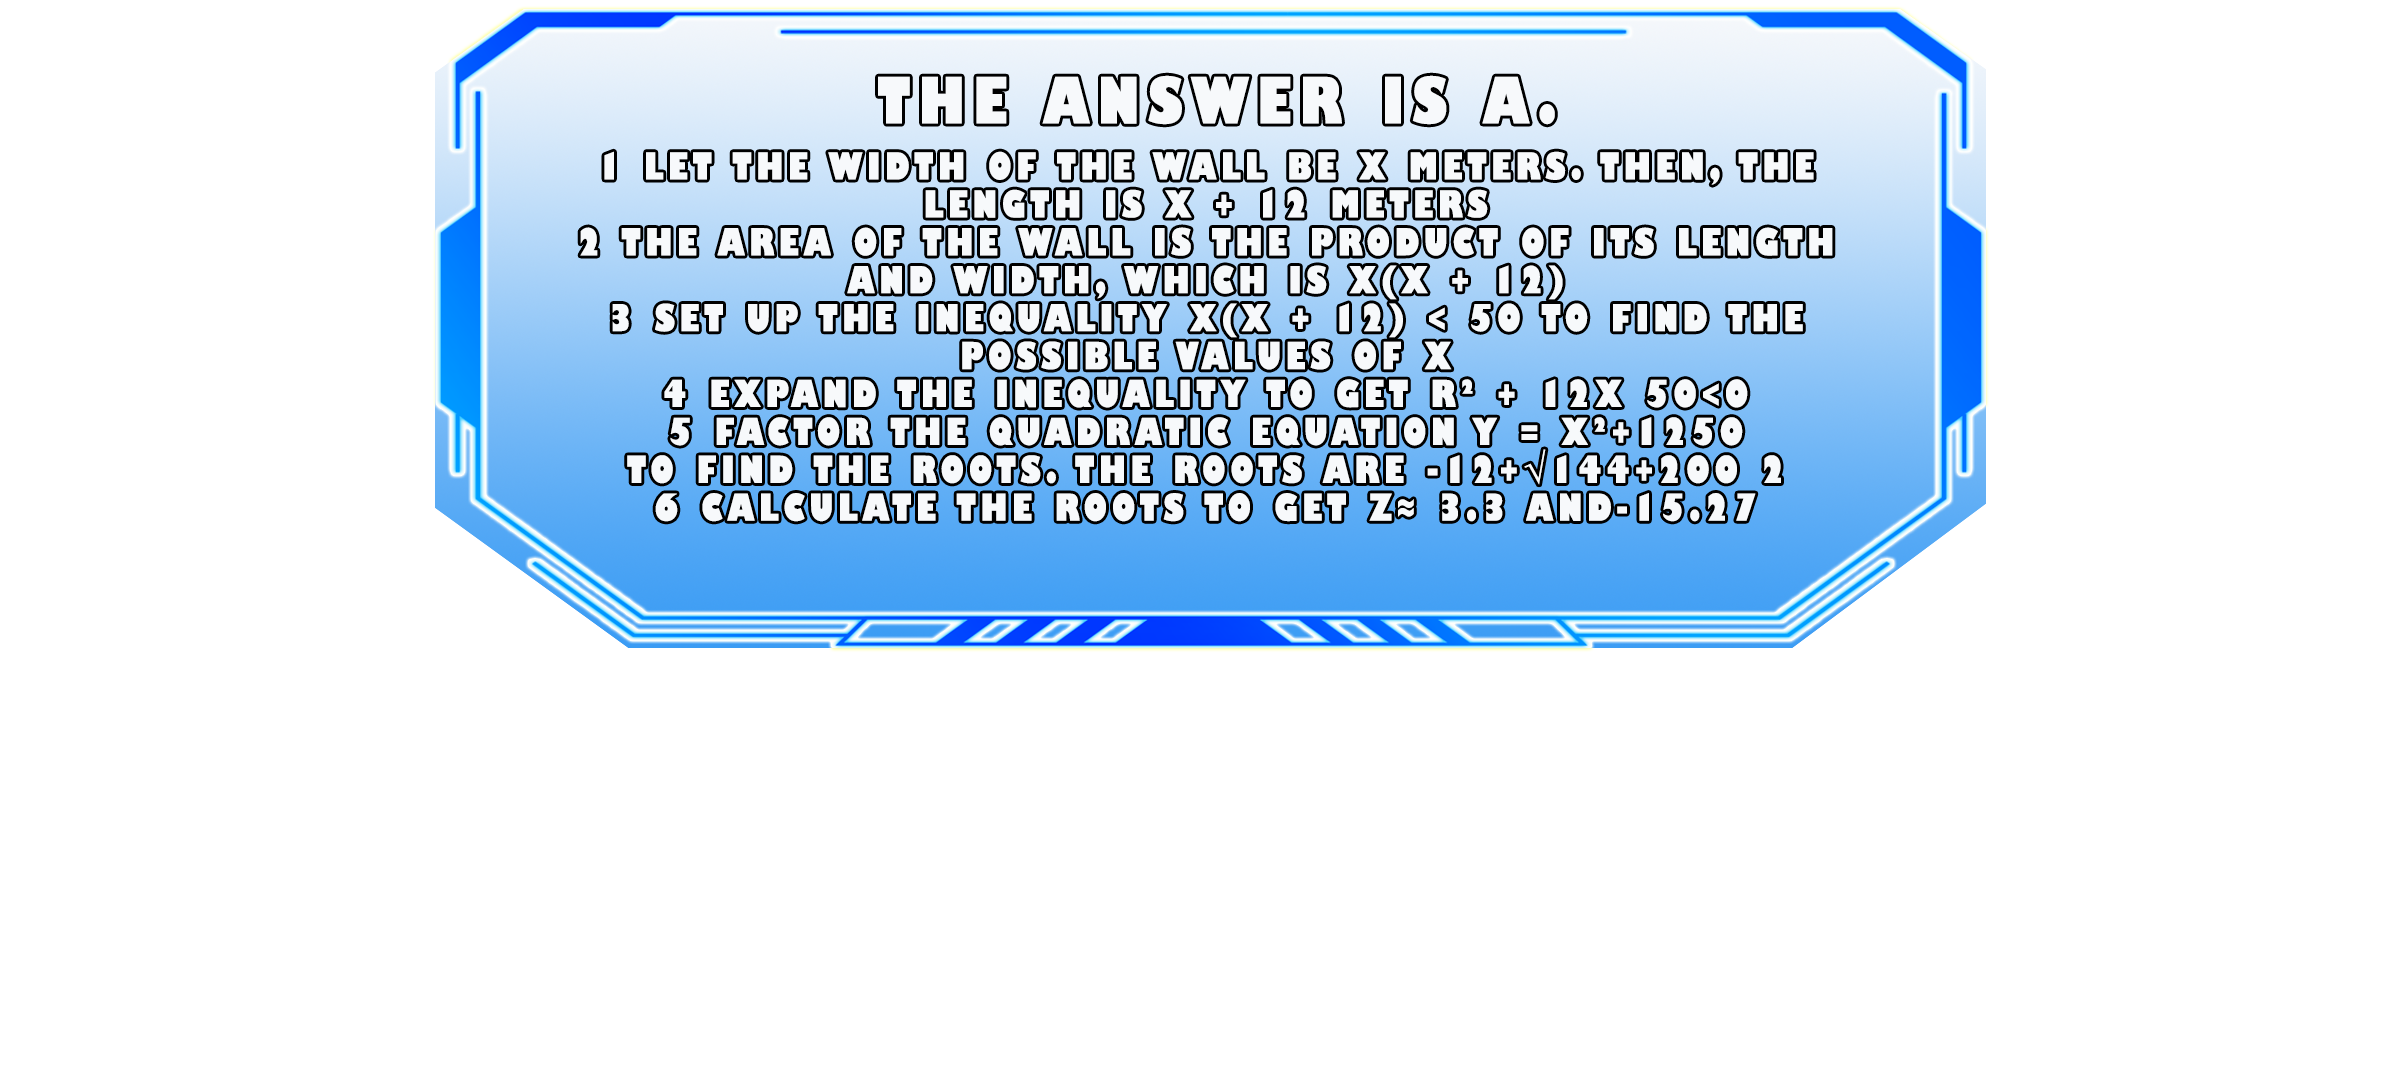 THE ANSWER IS A.
1 LET THE WIDTH OF THE WALL BE X METERS. THEN, THE
LENGTH IS X + 12 METERS
2 THE AREA OF THE WALL IS THE PRODUCT OF ITS LENGTH
AND WIDTH, WHICH IS X(X + 12)
3 SET UP THE INEQUALITY X(X + 12) < 50 TO FIND THE
POSSIBLE VALUES OF X
4 EXPAND THE INEQUALITY TO GET R² + 12X 50<0
5 FACTOR THE QUADRATIC EQUATION Y = X²+1250
TO FIND THE ROOTS. THE ROOTS ARE -12+√144+200 2
6 CALCULATE THE ROOTS TO GET Z≈ 3.3 AND-15.27